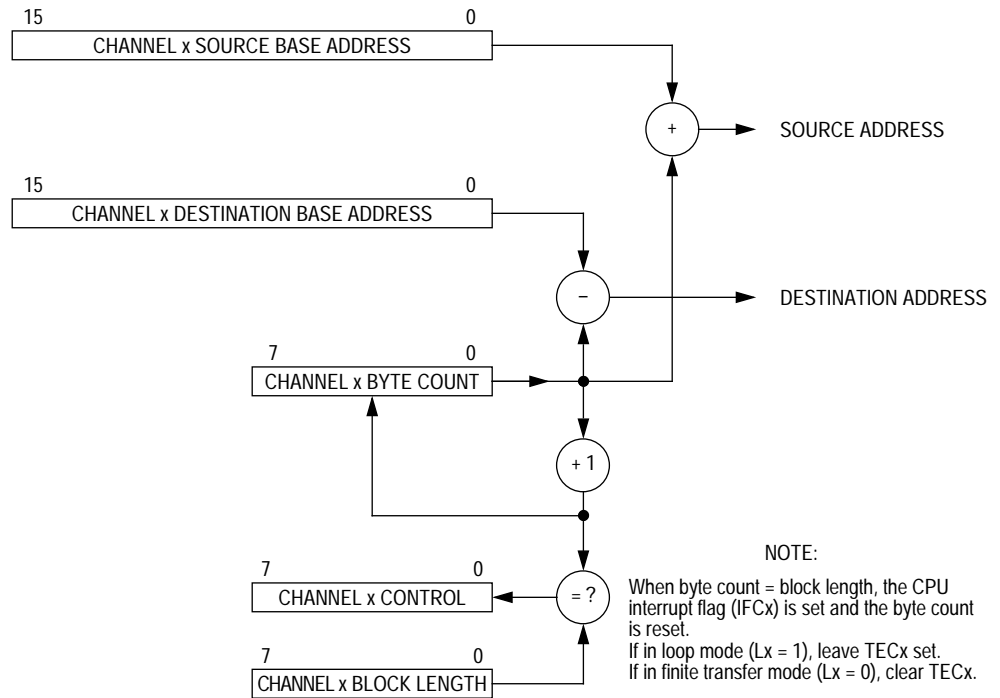 15 0
CHANNEL x SOURCE BASE ADDRESS
+ SOURCE ADDRESS
15 0
CHANNEL x DESTINATION BASE ADDRESS
– DESTINATION ADDRESS
7 0
CHANNEL x BYTE COUNT
+ 1
7 0
CHANNEL x CONTROL
= ?
7 0
CHANNEL x BLOCK LENGTH
NOTE:
When byte count = block length, the CPU
interrupt flag (IFCx) is set and the byte count
is reset.
If in loop mode (Lx = 1), leave TECx set.
If in finite transfer mode (Lx = 0), clear TECx.